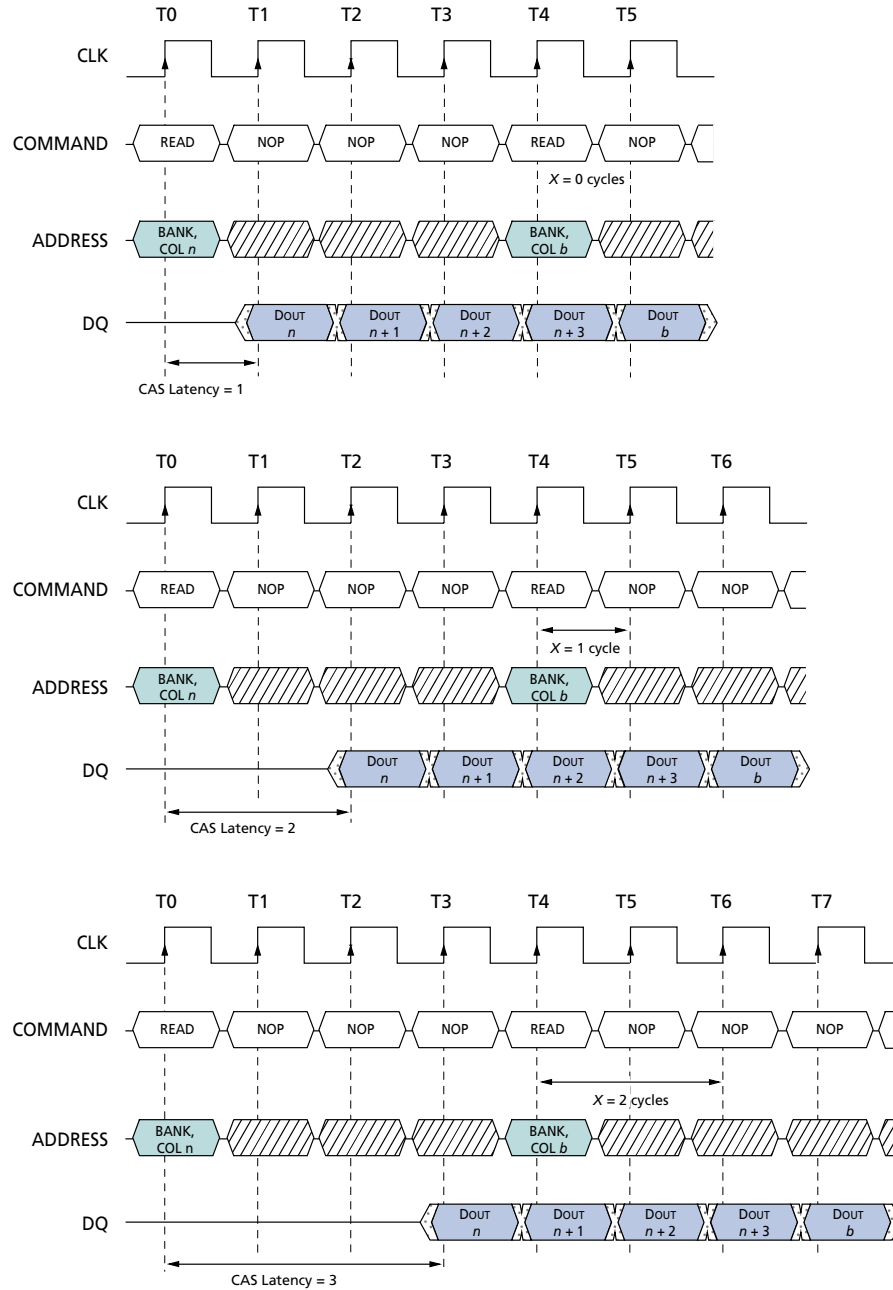 T0 T1 T2 T3 T4 T5
CLK
COMMAND READ NOP NOP NOP READ NOP
X = 0 cycles
ADDRESS BANK, COL n BANK, COL b
DQ DOUT n DOUT n + 1 DOUT n + 2 DOUT n + 3 DOUT b
CAS Latency = 1
T0 T1 T2 T3 T4 T5 T6
CLK
COMMAND READ NOP NOP NOP READ NOP NOP
X = 1 cycle
ADDRESS BANK, COL n BANK, COL b
DQ DOUT n DOUT n + 1 DOUT n + 2 DOUT n + 3 DOUT b
CAS Latency = 2
T0 T1 T2 T3 T4 T5 T6 T7
CLK
COMMAND READ NOP NOP NOP READ NOP NOP NOP
X = 2 cycles
ADDRESS BANK, COL n BANK, COL b
DQ DOUT n DOUT n + 1 DOUT n + 2 DOUT n + 3 DOUT b
CAS Latency = 3